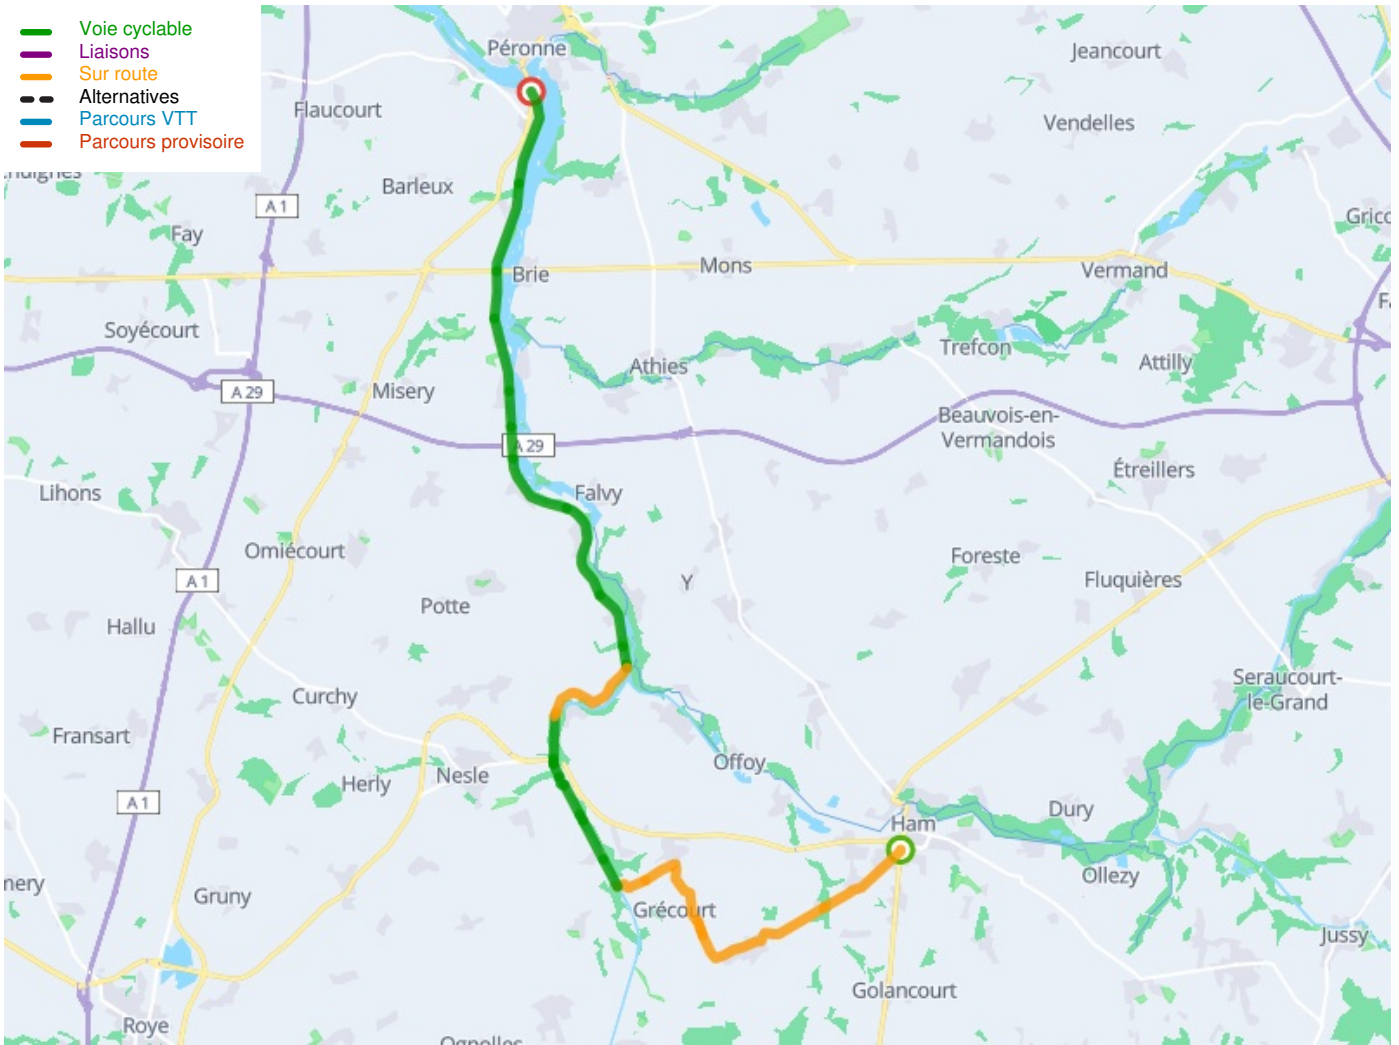 Voie cyclable
Liaisons
Sur route
Alternatives
Parcours VTT
Parcours provisoire
Péronne
Jeancourt
Flaucourt
Vendelles
Barleux
A 1
Fay
Mons
Brie
Vermand
Soyécourt
Trefcon
Athies
Attilly
A 29
Misery
Beauvois-en-
Vermandois
A 29
Étreillers
Lihons
Falvy
Omiécourt
Foreste
Fluquières
A 1
Y
Potte
Hallu
Seraucourt-
le-Grand
Curchy
Fransart
Offoy
Nesle
Herly
A 1
Dury
Ham
Ollezy
Gruny
Grécourt
Jussy
Golancourt
Roye